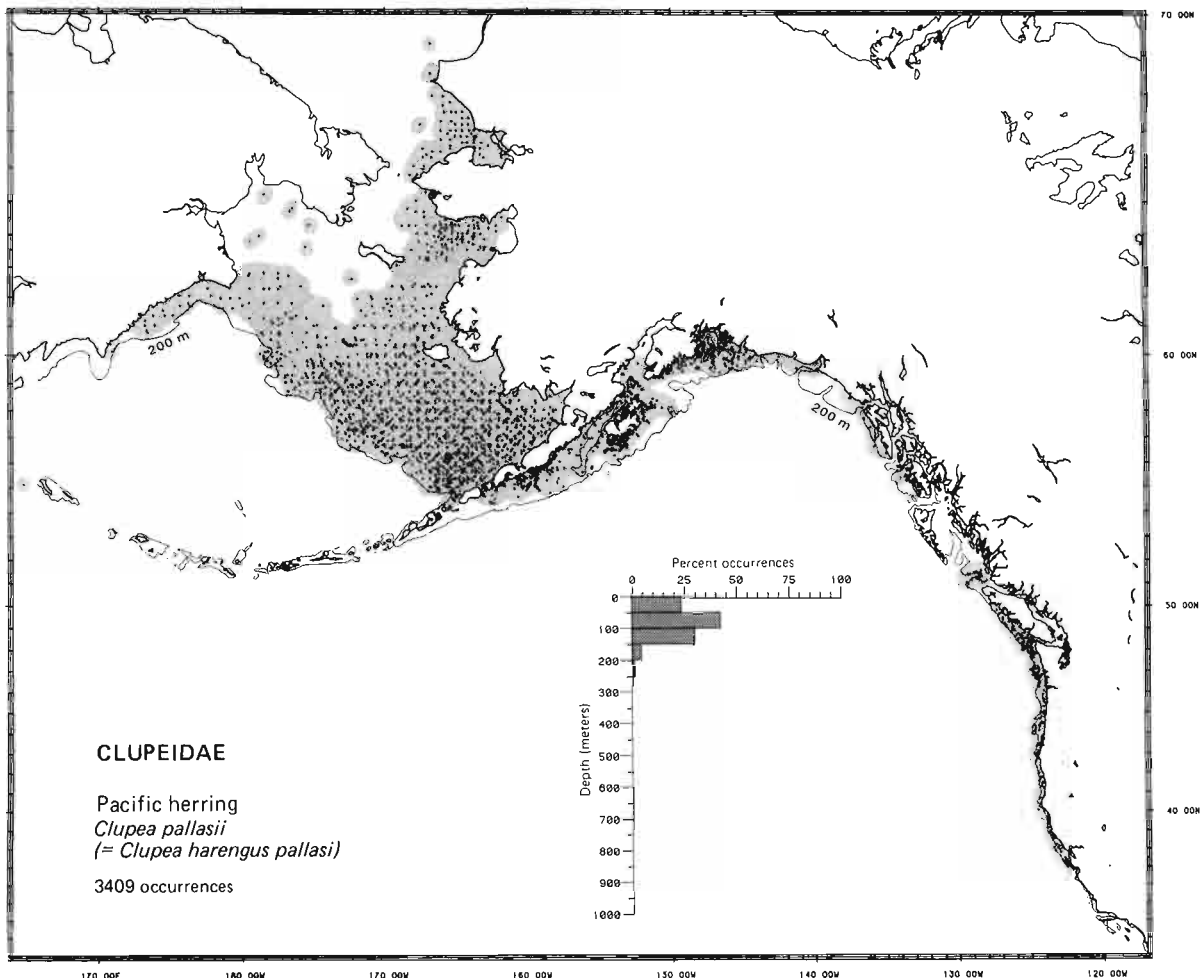 70 00N
200 m
60 00N
200 m
Percent occurrences
0 25 50 75 100
50 00N
Depth (meters)
0
100
200
300
400
500
600
700
800
900
1000
CLUPEIDAE
Pacific herring
Clupea pallasii
(= Clupea harengus pallasi)
3409 occurrences
40 00N
170 00E 180 00W 170 00W 160 00W 150 00W 140 00W 130 00W 120 00W